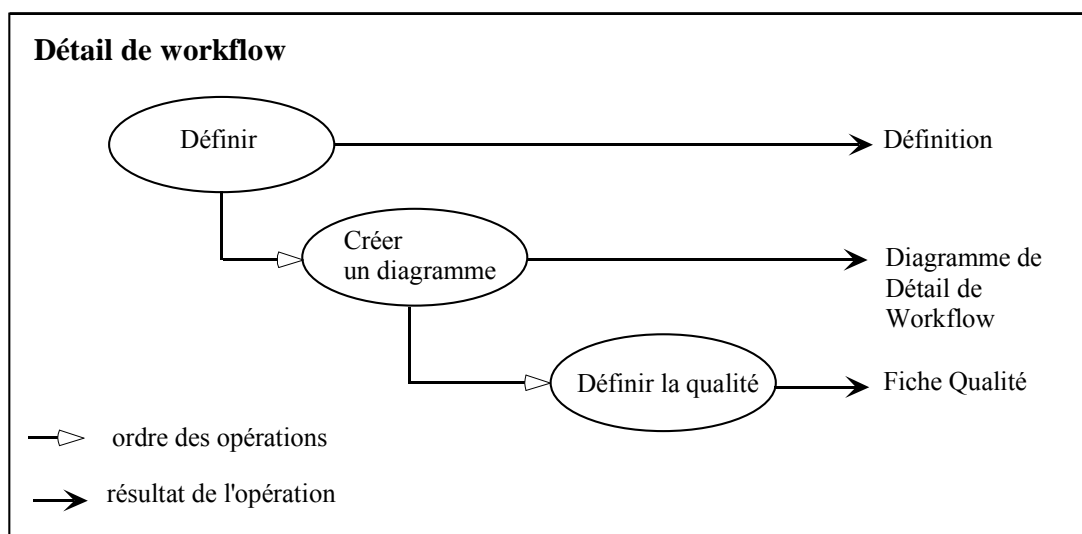 Détail de workflow
Définir
Définition
Créer
un diagramme
Diagramme de
Détail de
Workflow
Définir la qualité
Fiche Qualité
ordre des opérations
résultat de l'opération